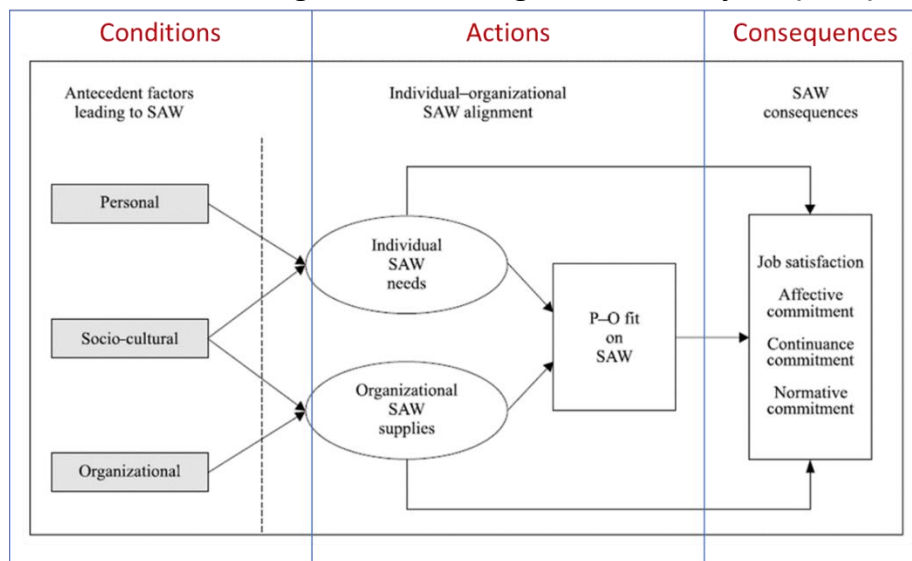 Conditions
Actions
Consequences
Antecedent factors
leading to SAW
Individual–organizational
SAW alignment
SAW
consequences
Personal
Socio-cultural
Organizational
Individual
SAW
needs
Organizational
SAW
supplies
P–O fit
on
SAW
Job satisfaction
Affective
commitment
Continuance
commitment
Normative
commitment